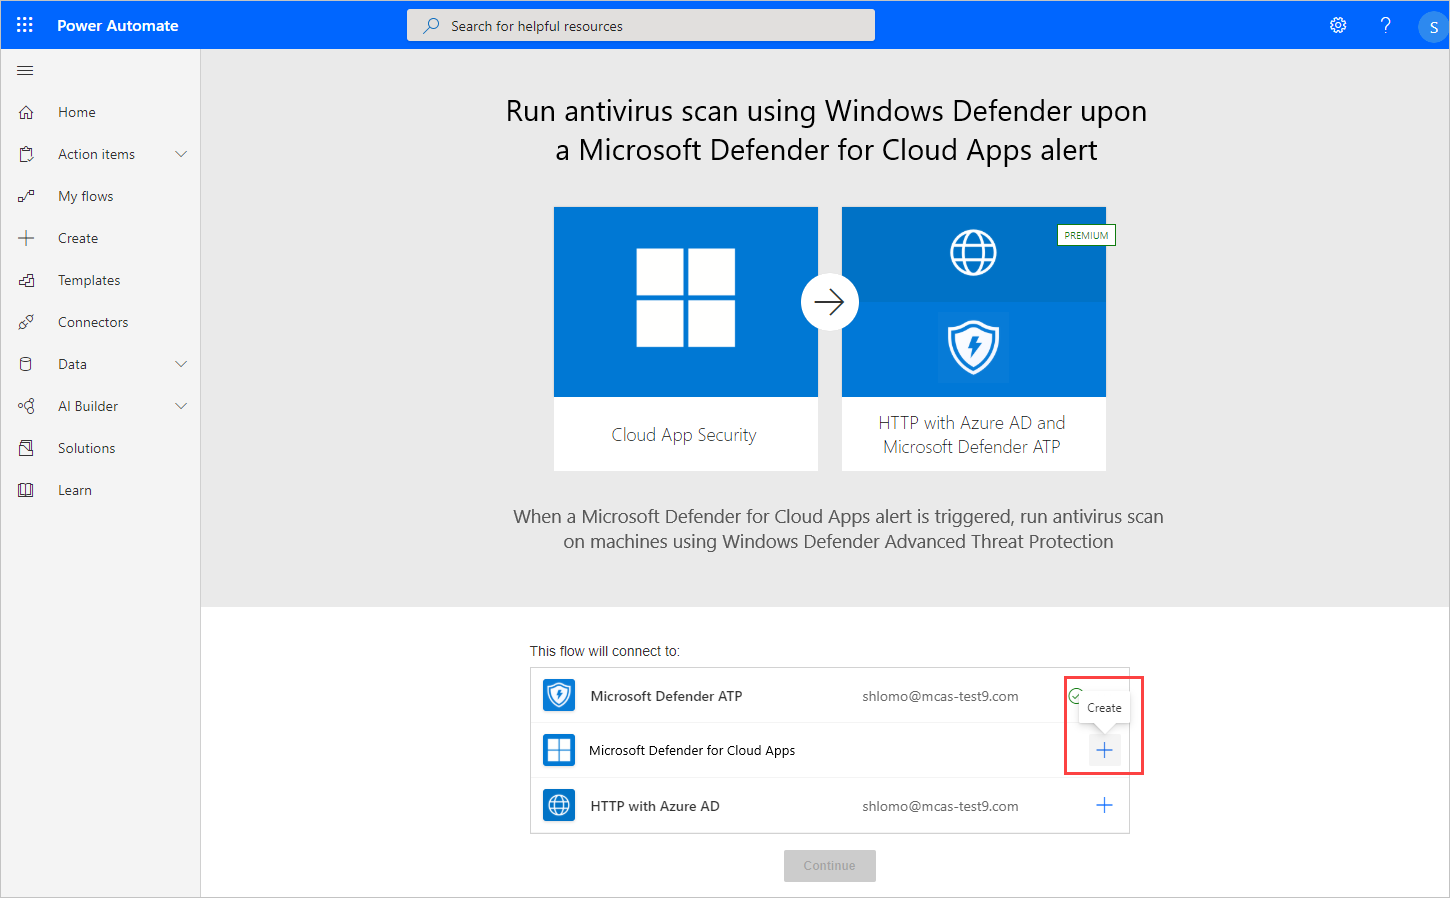 Power Automate
Search for helpful resources
?
S
Home
Action items
My flows
Create
Templates
Connectors
Data
AI Builder
Solutions
Learn
Run antivirus scan using Windows Defender upon
a Microsoft Defender for Cloud Apps alert
PREMIUM
Cloud App Security
HTTP with Azure AD and
Microsoft Defender ATP
When a Microsoft Defender for Cloud Apps alert is triggered, run antivirus scan
on machines using Windows Defender Advanced Threat Protection
This flow will connect to:
Microsoft Defender ATP shlomo@mcas-test9.com
Create
Microsoft Defender for Cloud Apps
HTTP with Azure AD shlomo@mcas-test9.com
Continue